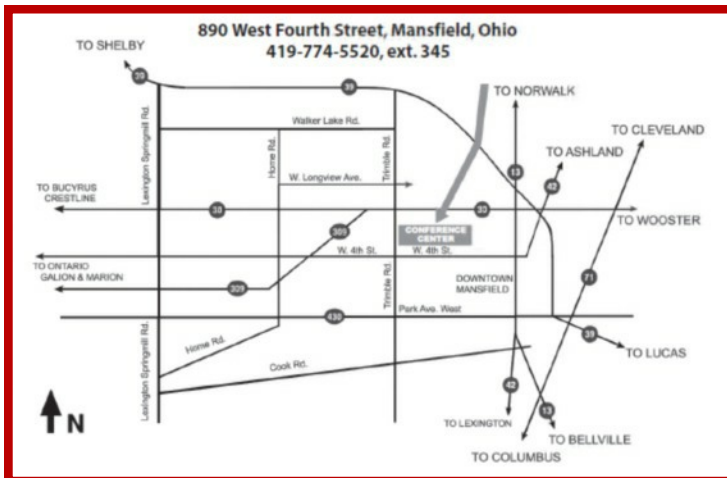 890 West Fourth Street, Mansfield, Ohio
419-774-5520, ext. 345
TO SHELBY
39
39
TO NORWALK
TO CLEVELAND
Walker Lake Rd.
Lexington Springmill Rd.
Home Rd.
Trimble Rd.
13
TO ASHLAND
42
W. Longview Ave.
TO BUCYRUS
CRESTLINE
30
309
30
TO WOOSTER
CONFERENCE
CENTER
W. 4th St.
W. 4th St.
TO ONTARIO
GALION & MARION
309
DOWNTOWN
MANSFIELD
71
Trimble Rd.
430
Park Ave. West
39
TO LUCAS
Lexington Springmill Rd.
Home Rd.
Cook Rd.
42
13
N
TO LEXINGTON
TO BELLVILLE
TO COLUMBUS